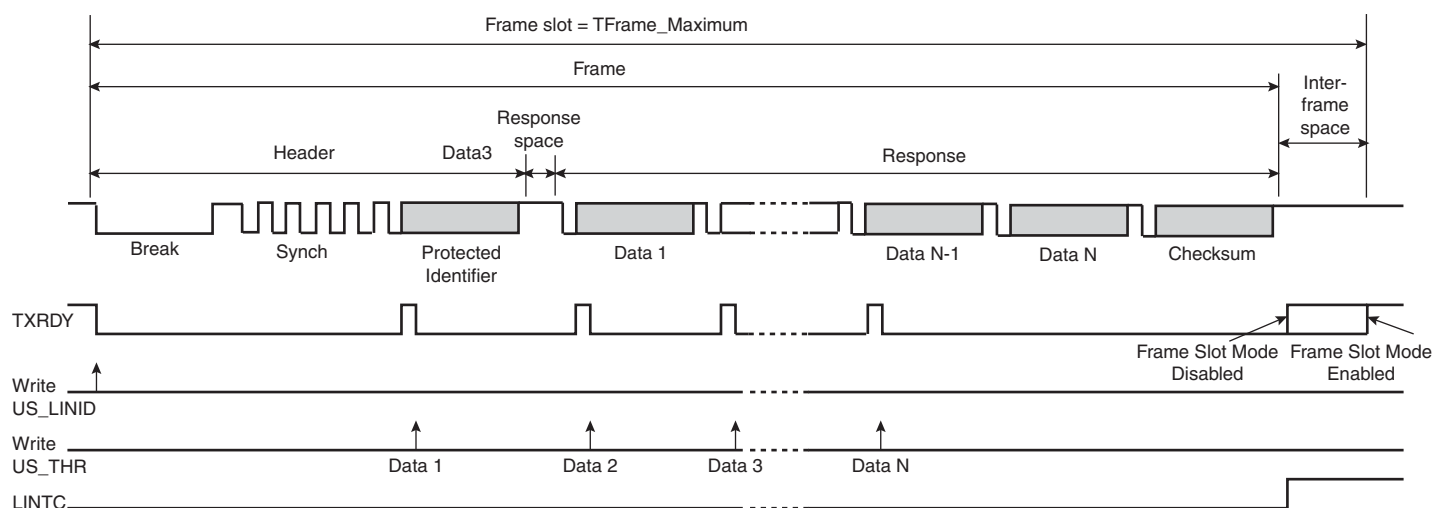 Frame slot = TFrame_Maximum
Frame
Inter-
frame
space
Response
space
Header
Data3
Response
Break
Synch
Protected
Identifier
Data 1
Data N-1
Data N
Checksum
TXRDY
Frame Slot Mode
Disabled
Frame Slot Mode
Enabled
Write
US_LINID
Write
US_THR
Data 1
Data 2
Data 3
Data N
LINTC